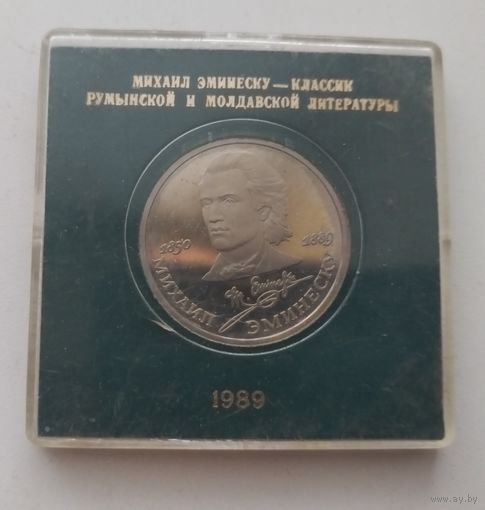 МИХАИЛ ЭМИНЕСКУ — КЛАССИК
РУМЫНСКОЙ И МОЛДАВСКОЙ ЛИТЕРАТУРЫ
1850
1889
МИХАИЛ ЭМИНЕСКУ
1989
www.ay.by